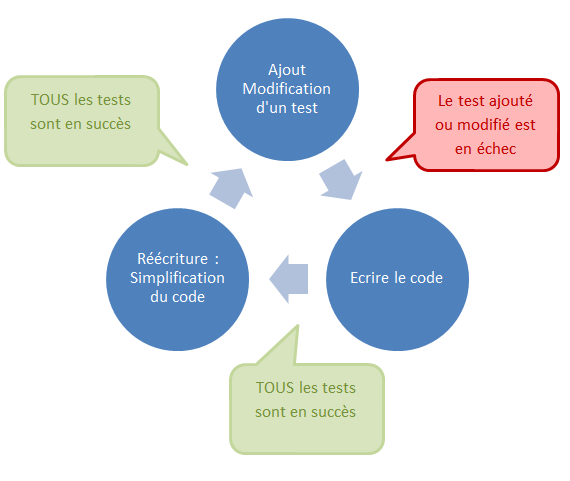 Ajout
Modification
d'un test
TOUS les tests
sont en succès
Le test ajouté
ou modifié est
en échec
Réécriture :
Simplification
du code
Ecrire le code
TOUS les tests
sont en succès